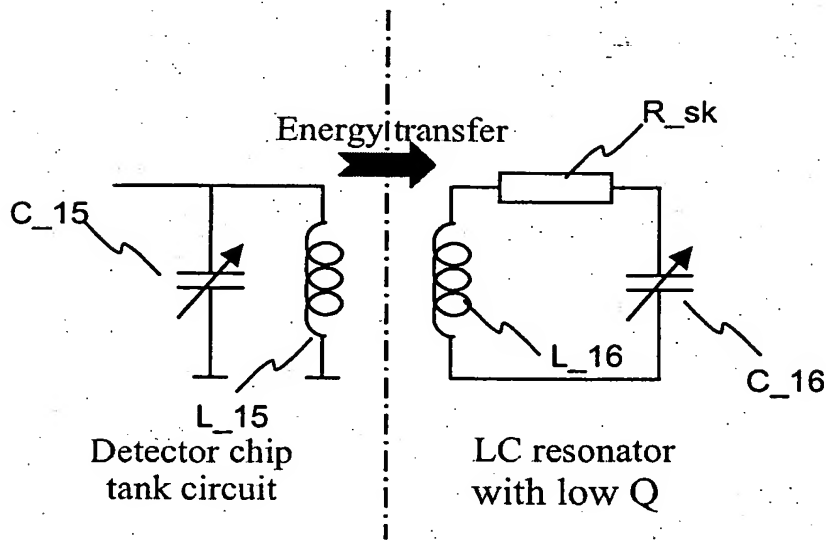 R_sk
Energy transfer
C_15
L_16
C_16
L_15
Detector chip
tank circuit
LC resonator
with low Q